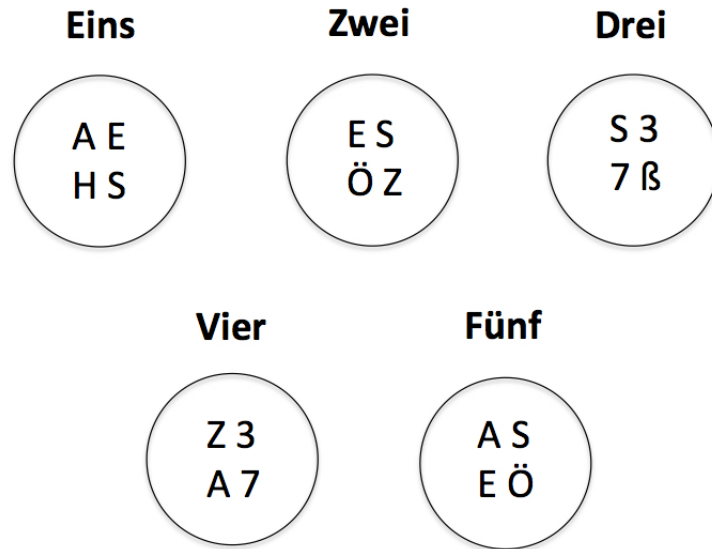 Eins
Zwei
Drei
A E
H S
E S
Ö Z
S 3
7 ß
Vier
Fünf
Z 3
A 7
A S
E Ö